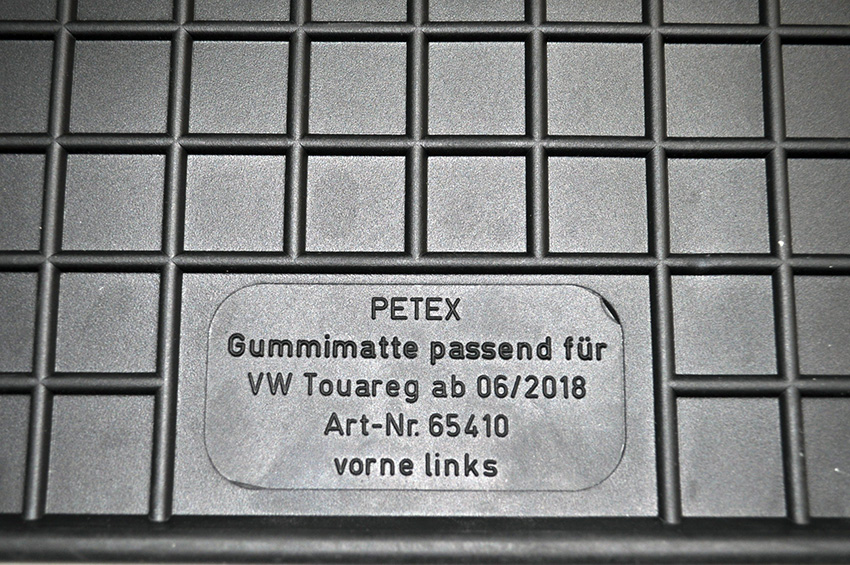 PETEX
Gummimatte passend für
VW Touareg ab 06/2018
Art-Nr. 65410
vorne links